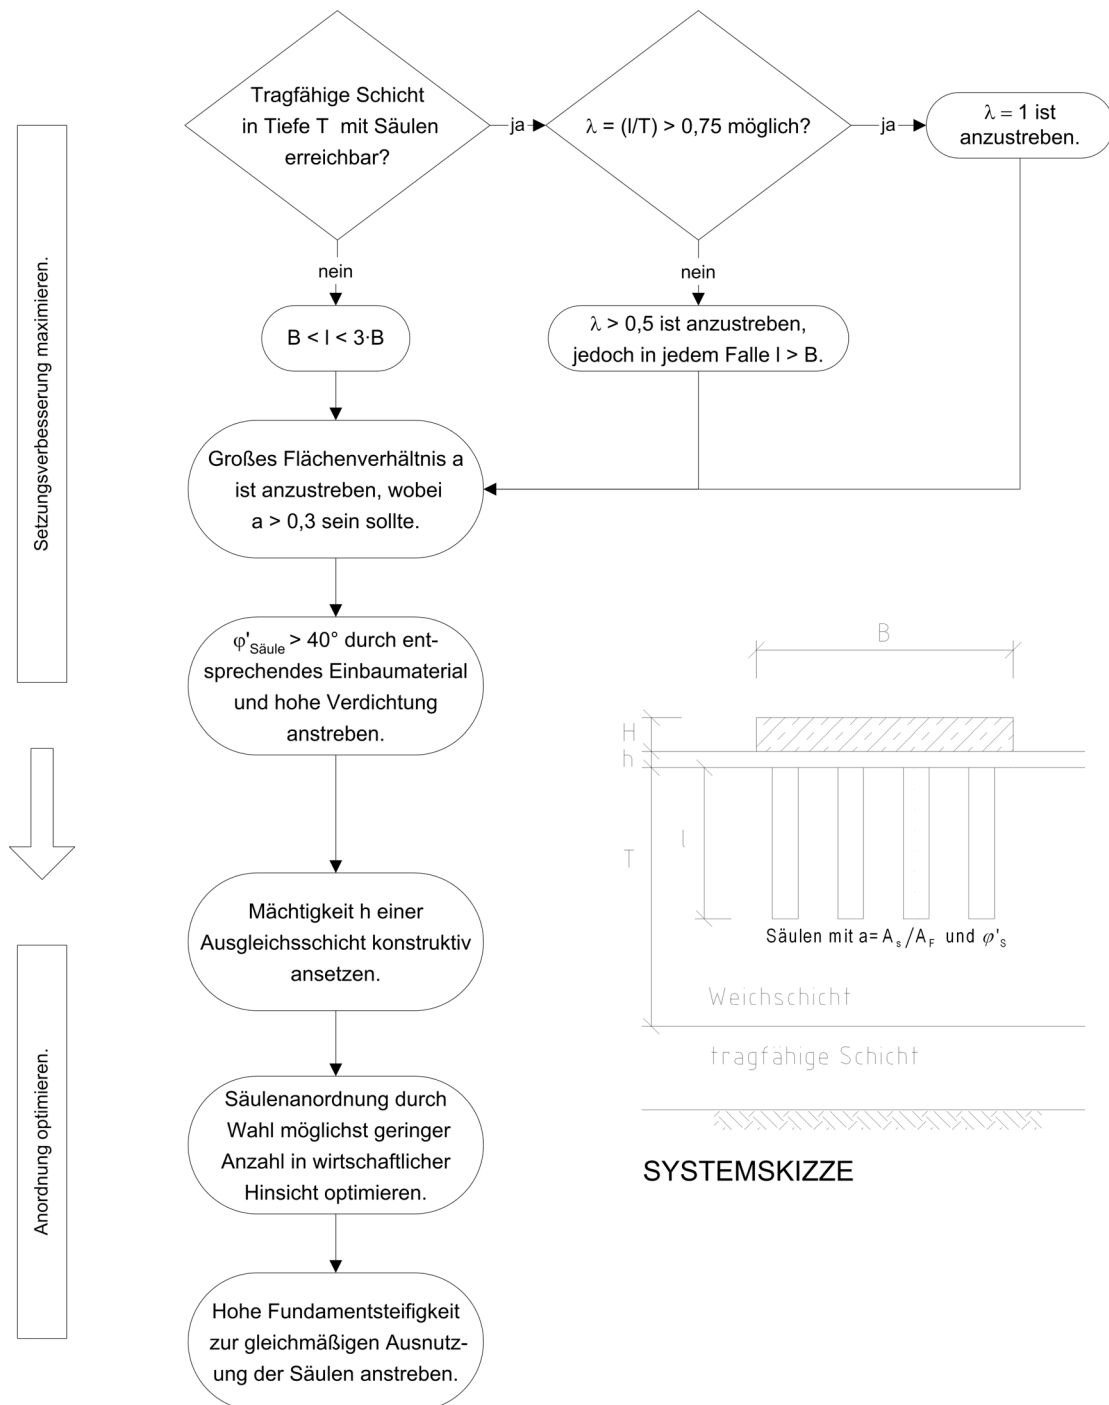 Tragfähige Schicht
in Tiefe T mit Säulen
erreichbar?
ja
λ = (l/T) > 0,75 möglich?
ja
λ = 1 ist
anzustreben.
nein
nein
B < l < 3·B
λ > 0,5 ist anzustreben,
jedoch in jedem Falle l > B.
Setzungsverbesserung maximieren.
Großes Flächenverhältnis a
ist anzustreben, wobei
a > 0,3 sein sollte.
φ'Säule > 40° durch ent-
sprechendes Einbaumaterial
und hohe Verdichtung
anstreben.
Mächtigkeit h einer
Ausgleichsschicht konstruktiv
ansetzen.
Anordnung optimieren.
Säulenanordnung durch
Wahl möglichst geringer
Anzahl in wirtschaftlicher
Hinsicht optimieren.
Hohe Fundamentsteifigkeit
zur gleichmäßigen Ausnutz-
ung der Säulen anstreben.
B
H
h
T
l
Säulen mit a= As/AF und φ's
Weichschicht
tragfähige Schicht
SYSTEMSKIZZE